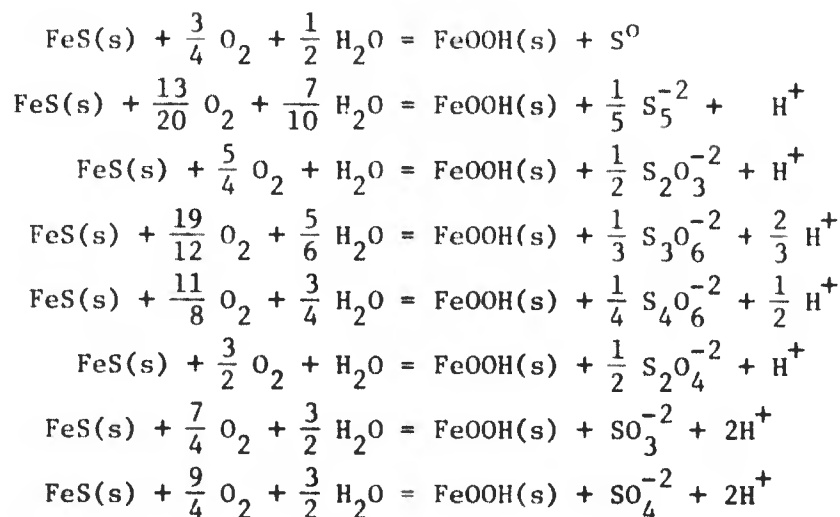 FeS(s) + 3/4 O₂ + 1/2 H₂O = FeOOH(s) + S⁰
FeS(s) + 13/20 O₂ + 7/10 H₂O = FeOOH(s) + 1/5 S₅⁻² + H⁺
FeS(s) + 5/4 O₂ + H₂O = FeOOH(s) + 1/2 S₂O₃⁻² + H⁺
FeS(s) + 19/12 O₂ + 5/6 H₂O = FeOOH(s) + 1/3 S₃O₆⁻² + 2/3 H⁺
FeS(s) + 11/8 O₂ + 3/4 H₂O = FeOOH(s) + 1/4 S₄O₆⁻² + 1/2 H⁺
FeS(s) + 3/2 O₂ + H₂O = FeOOH(s) + 1/2 S₂O₄⁻² + H⁺
FeS(s) + 7/4 O₂ + 3/2 H₂O = FeOOH(s) + SO₃⁻² + 2H⁺
FeS(s) + 9/4 O₂ + 3/2 H₂O = FeOOH(s) + SO₄⁻² + 2H⁺